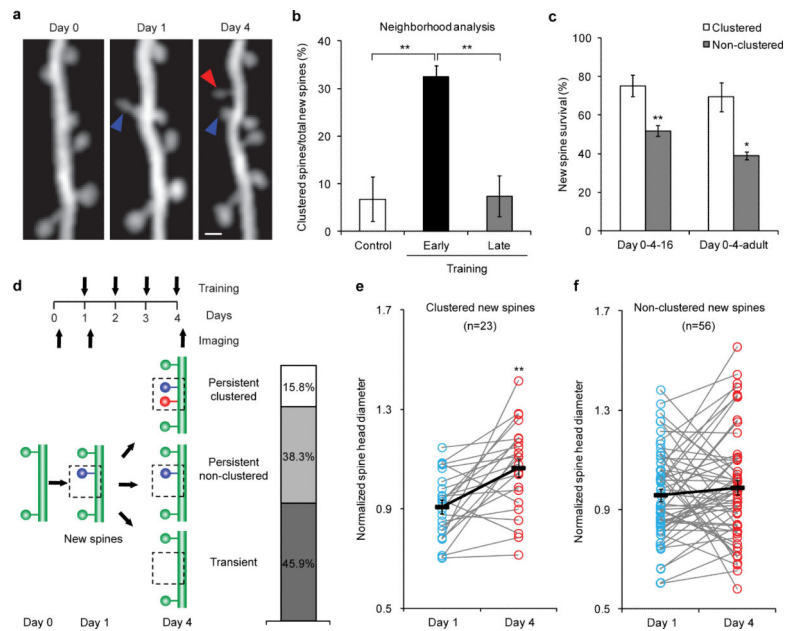 a
Day 0 Day 1 Day 4
b
Neighborhood analysis
** **
Clustered spines/total new spines (%)
40
30
20
10
0
Control Early Late
Training
c
Clustered
Non-clustered
New spine survival (%)
100
80
60
40
20
0
** *
Day 0-4-16 Day 0-4-adult
d
Training
0 1 2 3 4 Days
Imaging
Persistent
clustered
Persistent
non-clustered
Transient
New spines
Day 0 Day 1 Day 4
15.8%
38.3%
45.9%
e
Clustered new spines
(n=23)
**
Normalized spine head diameter
1.7
1.3
0.9
0.5
Day 1 Day 4
f
Non-clustered new spines
(n=56)
Normalized spine head diameter
1.7
1.3
0.9
0.5
Day 1 Day 4